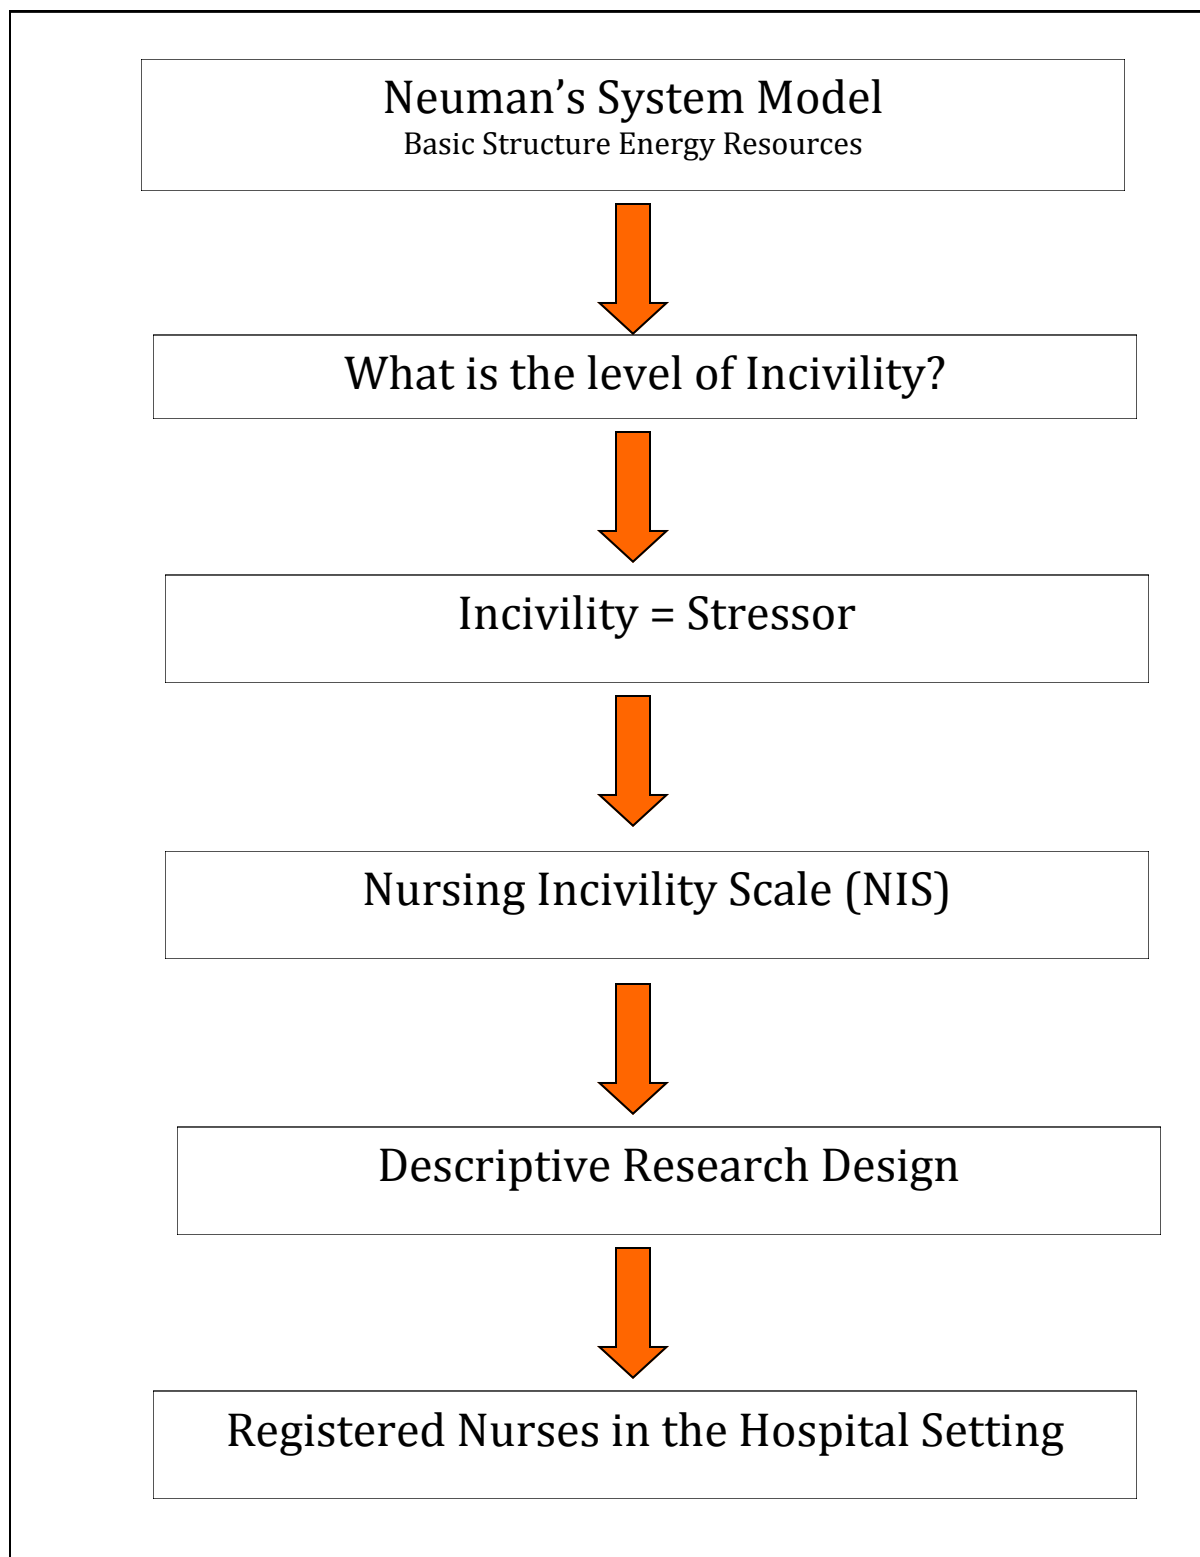 Neuman’s System Model
Basic Structure Energy Resources
What is the level of Incivility?
Incivility = Stressor
Nursing Incivility Scale (NIS)
Descriptive Research Design
Registered Nurses in the Hospital Setting